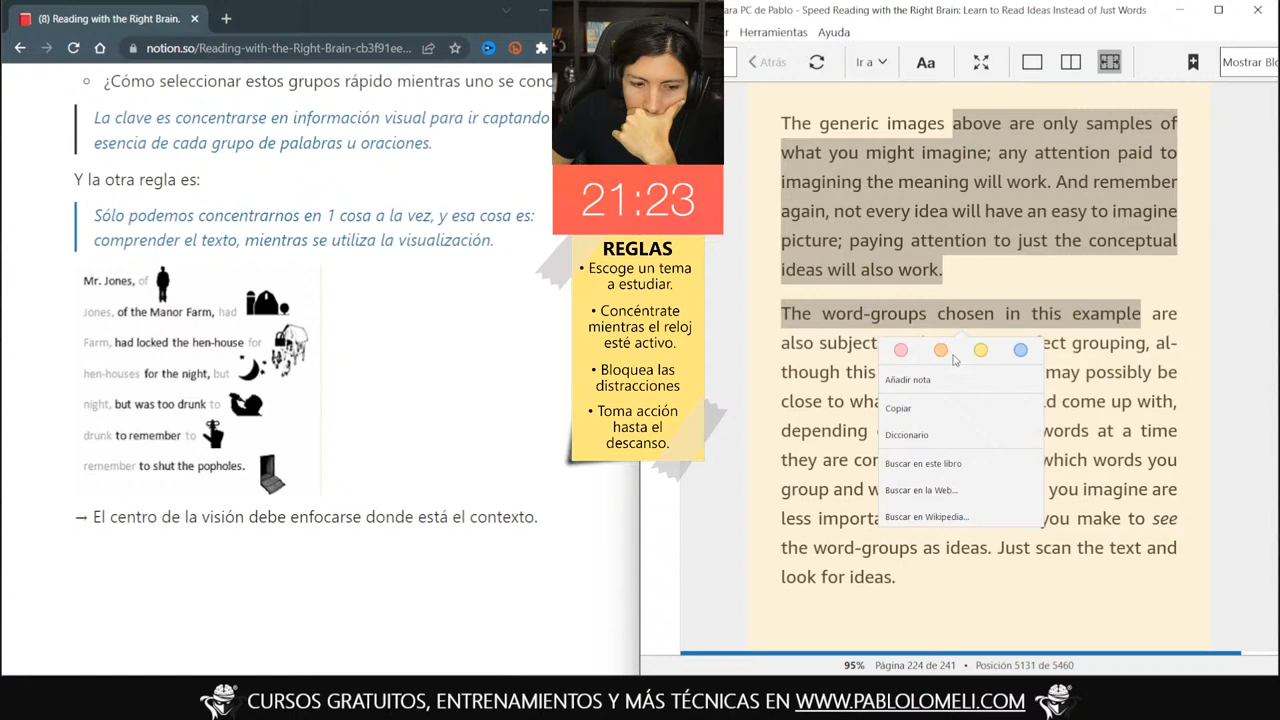 (8) Reading with the Right Brain.
notion.so/Reading-with-the-Right-Brain-cb3f91ee...
¿Cómo seleccionar estos grupos rápido mientras uno se conc
La clave es concentrarse en información visual para ir captando
esencia de cada grupo de palabras u oraciones.
Y la otra regla es:
Sólo podemos concentrarnos en 1 cosa a la vez, y esa cosa es:
comprender el texto, mientras se utiliza la visualización.
Mr. Jones, of
Jones, of the Manor Farm, had
Farm, had locked the hen-house for
hen-houses for the night, but
night, but was too drunk to
drunk to remember to
remember to shut the popholes.
→ El centro de la visión debe enfocarse donde está el contexto.
21:23
REGLAS
• Escoge un tema
a estudiar.
• Concéntrate
mientras el reloj
esté activo.
• Bloquea las
distracciones
• Toma acción
hasta el
descanso.
ara PC de Pablo - Speed Reading with the Right Brain: Learn to Read Ideas Instead of Just Words
r Herramientas Ayuda
Atrás Ir a Aa Mostrar Blo
The generic images above are only samples of
what you might imagine; any attention paid to
imagining the meaning will work. And remember
again, not every idea will have an easy to imagine
picture; paying attention to just the conceptual
ideas will also work.
The word-groups chosen in this example are
also subject ect grouping, al-
though this may possibly be
close to wha d come up with,
depending words at a time
they are con which words you
group and w you imagine are
less importa you make to see
the word-groups as ideas. Just scan the text and
look for ideas.
Añadir nota
Copiar
Diccionario
Buscar en este libro
Buscar en la Web...
Buscar en Wikipedia...
95% Página 224 de 241 • Posición 5131 de 5460
CURSOS GRATUITOS, ENTRENAMIENTOS Y MÁS TÉCNICAS EN WWW.PABLOLOMELI.COM